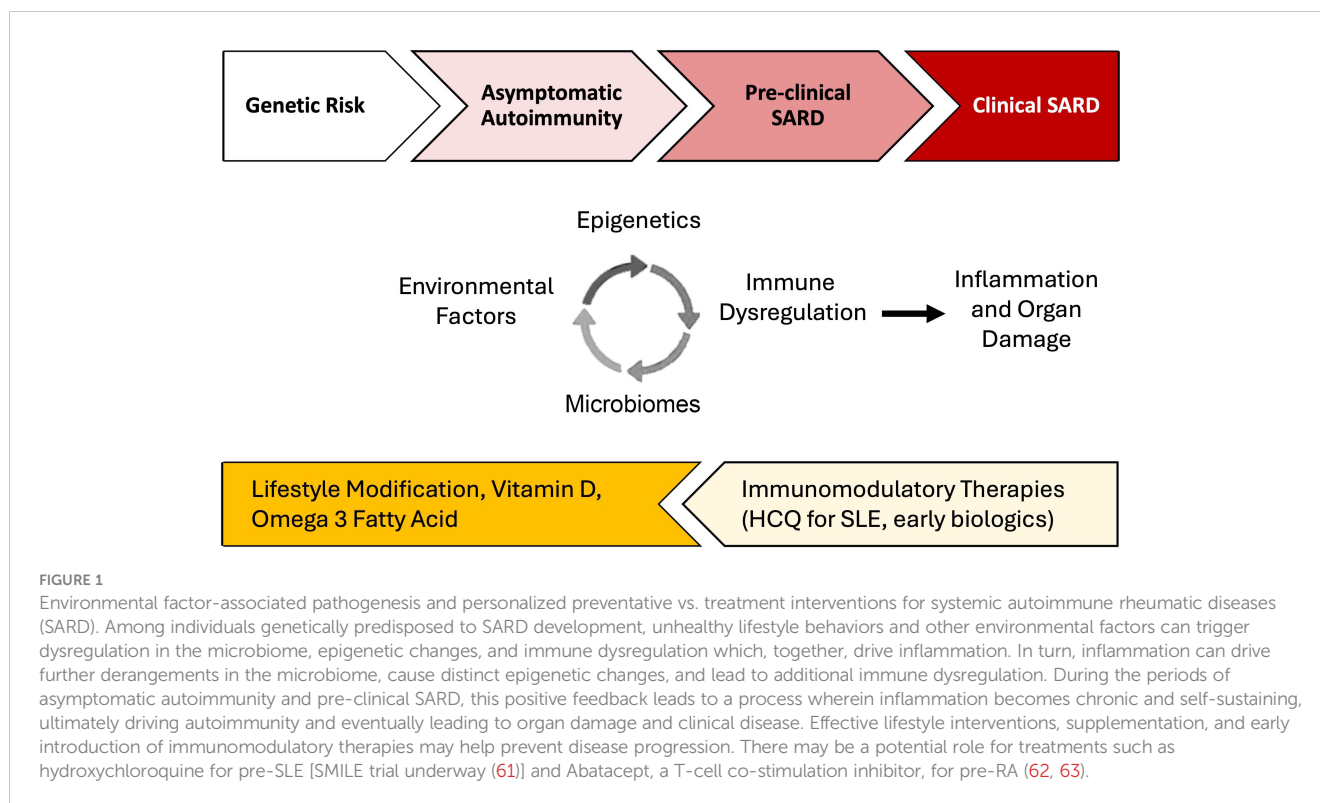 Genetic Risk
Asymptomatic
Autoimmunity
Pre-clinical
SARD
Clinical SARD
Epigenetics
Environmental
Factors
Immune
Dysregulation
Inflammation
and Organ
Damage
Microbiomes
Lifestyle Modification, Vitamin D,
Omega 3 Fatty Acid
Immunomodulatory Therapies
(HCQ for SLE, early biologics)
FIGURE 1
Environmental factor-associated pathogenesis and personalized preventative vs. treatment interventions for systemic autoimmune rheumatic diseases
(SARD). Among individuals genetically predisposed to SARD development, unhealthy lifestyle behaviors and other environmental factors can trigger
dysregulation in the microbiome, epigenetic changes, and immune dysregulation which, together, drive inflammation. In turn, inflammation can drive
further derangements in the microbiome, cause distinct epigenetic changes, and lead to additional immune dysregulation. During the periods of
asymptomatic autoimmunity and pre-clinical SARD, this positive feedback leads to a process wherein inflammation becomes chronic and self-sustaining,
ultimately driving autoimmunity and eventually leading to organ damage and clinical disease. Effective lifestyle interventions, supplementation, and early
introduction of immunomodulatory therapies may help prevent disease progression. There may be a potential role for treatments such as
hydroxychloroquine for pre-SLE [SMILE trial underway (61)] and Abatacept, a T-cell co-stimulation inhibitor, for pre-RA (62, 63).